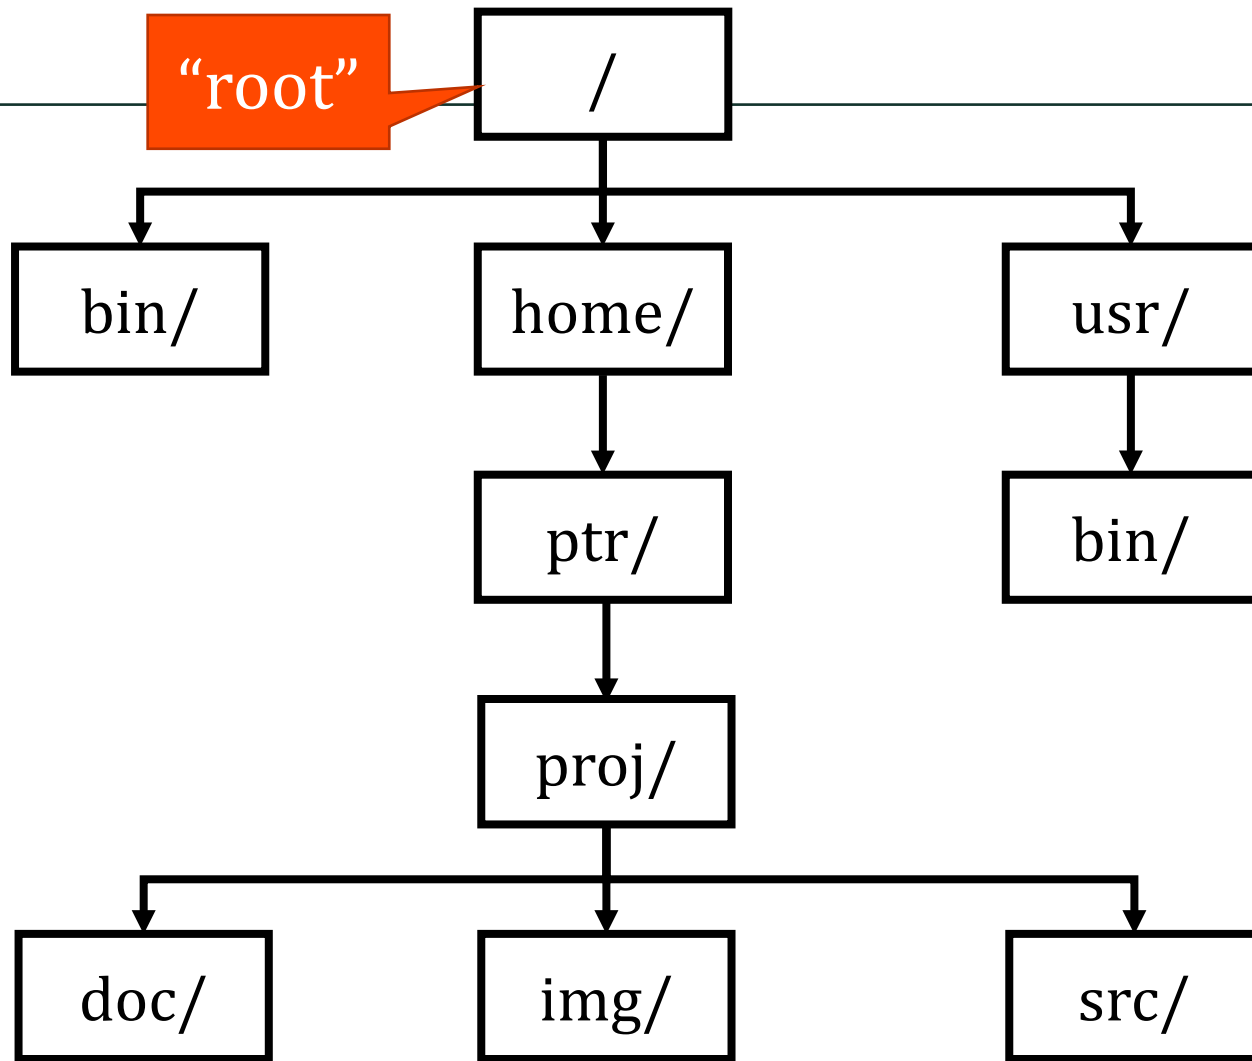 “root”
/
bin/
home/
usr/
ptr/
bin/
proj/
doc/
img/
src/